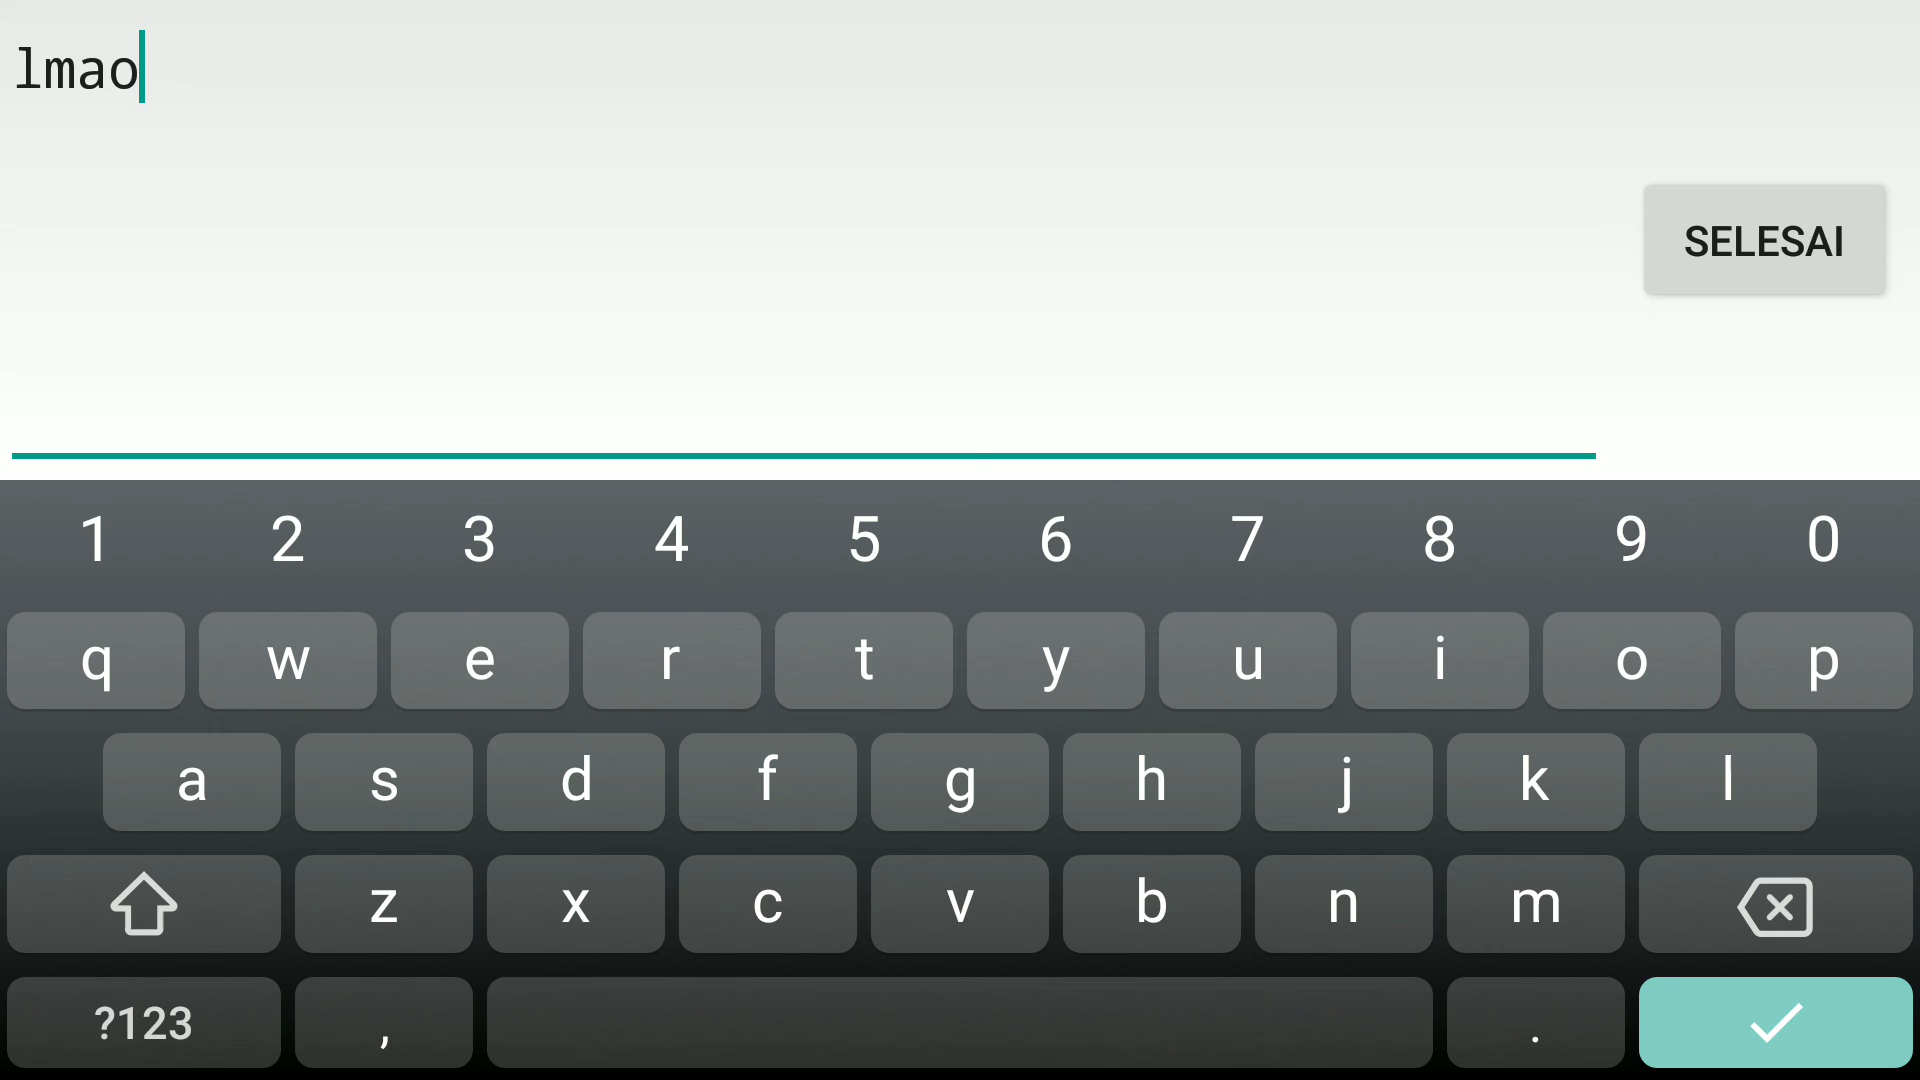 lmao
SELESAI
1 2 3 4 5 6 7 8 9 0
q w e r t y u i o p
a s d f g h j k l
z x c v b n m
?123 , .